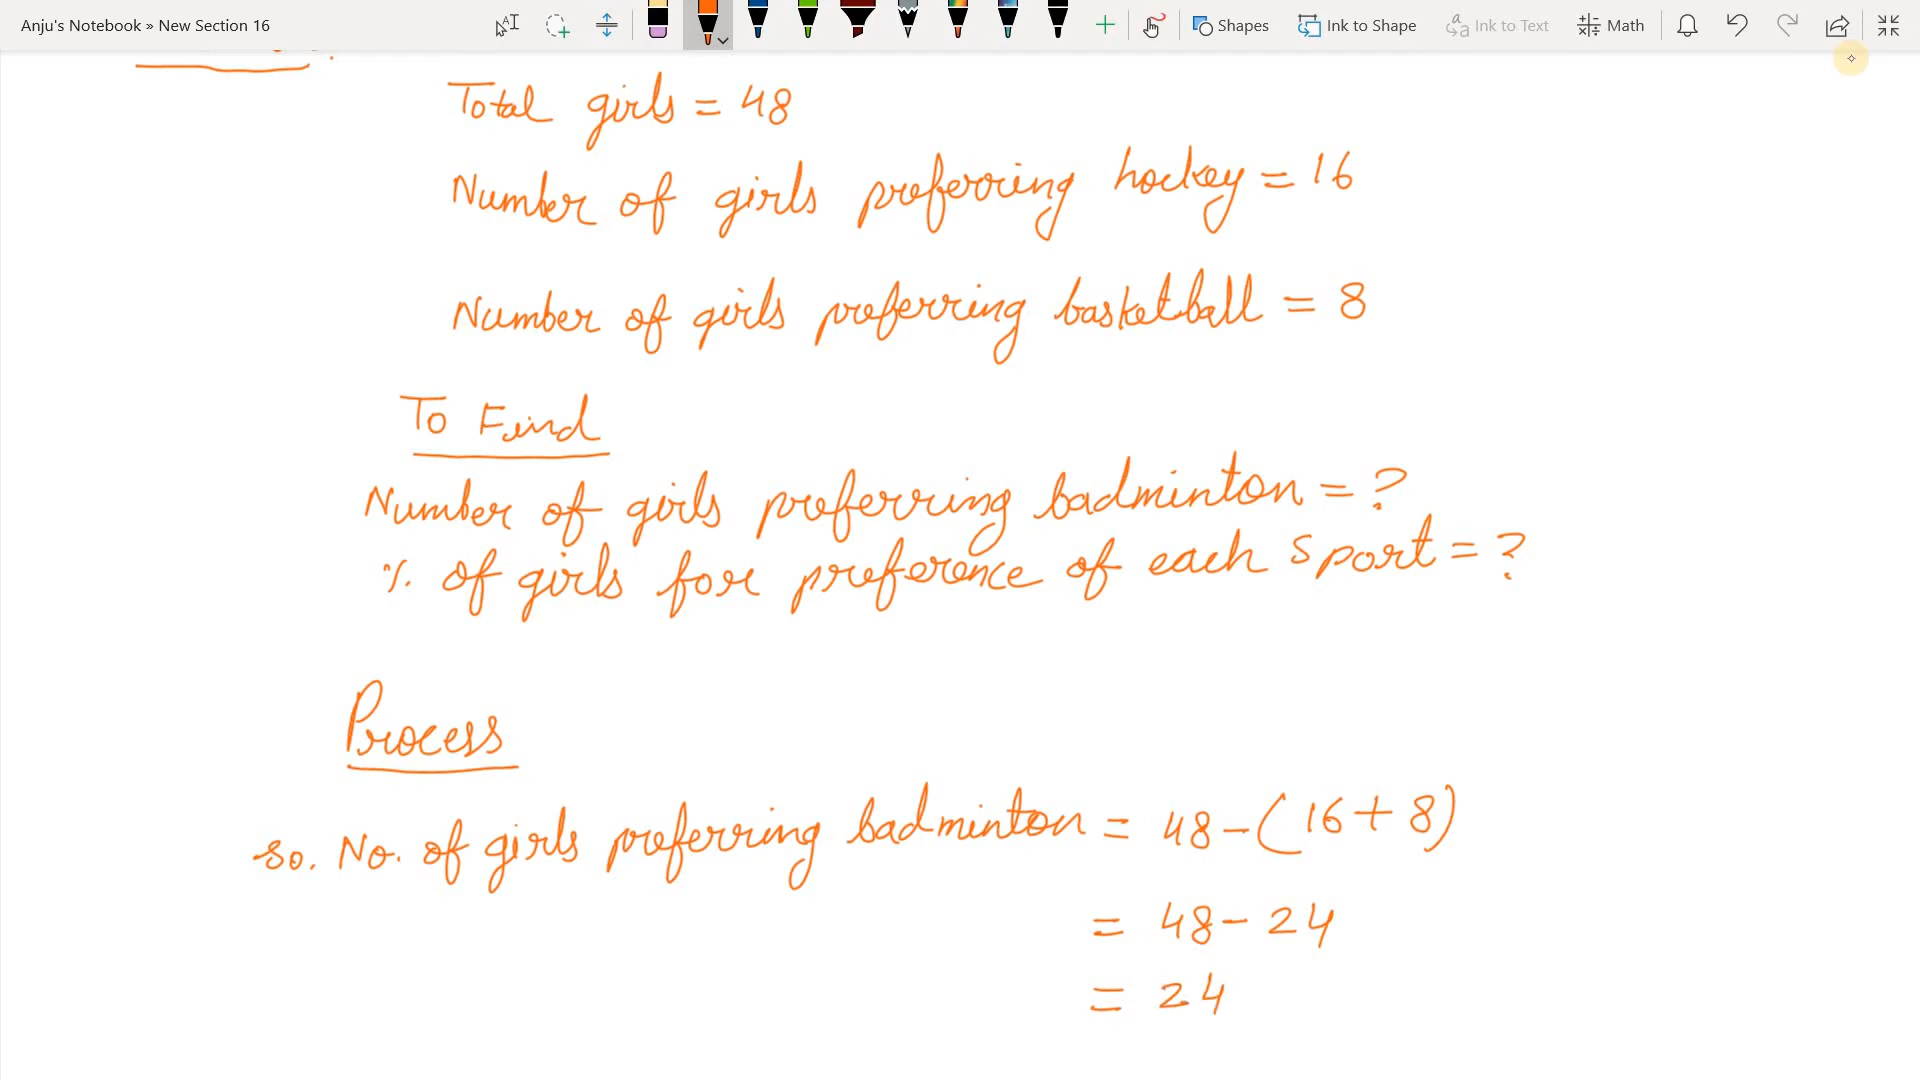 Anju's Notebook » New Section 16
Shapes Ink to Shape Ink to Text Math
Total girls = 48
Number of girls preferring hockey = 16
Number of girls preferring basketball = 8
To Find
Number of girls preferring badminton = ?
% of girls for preference of each sport = ?
Process
So. No. of girls preferring badminton = 48 - (16 + 8)
= 48 - 24
= 24